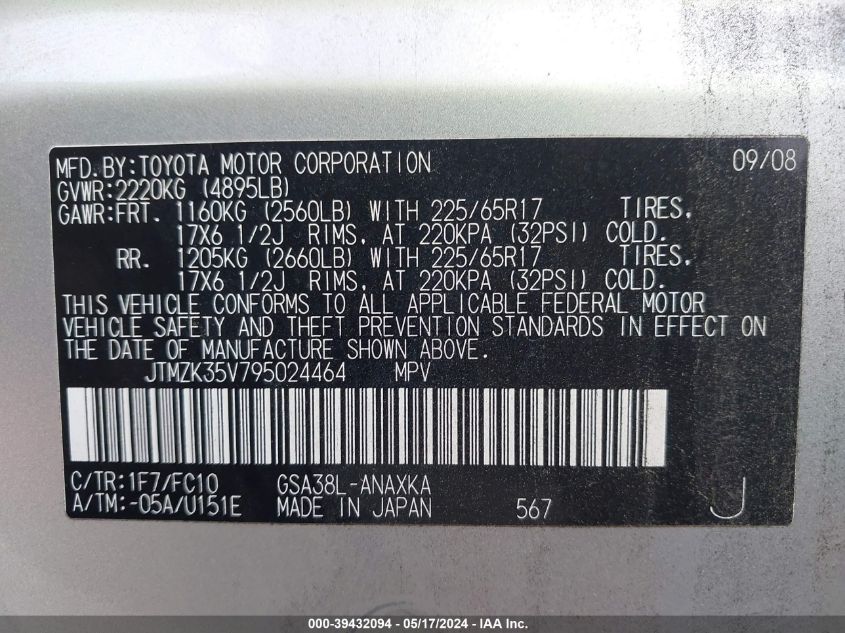 MFD.BY:TOYOTA MOTOR CORPORATION 09/08
GVWR:2220KG (4895LB)
GAWR:FRT. 1160KG (2560LB) WITH 225/65R17 TIRES,
17X6 1/2J RIMS, AT 220KPA (32PSI) COLD.
RR. 1205KG (2660LB) WITH 225/65R17 TIRES,
17X6 1/2J RIMS, AT 220KPA (32PSI) COLD.
THIS VEHICLE CONFORMS TO ALL APPLICABLE FEDERAL MOTOR
VEHICLE SAFETY AND THEFT PREVENTION STANDARDS IN EFFECT ON
THE DATE OF MANUFACTURE SHOWN ABOVE.
JTMZK35V795024464 MPV
C/TR:1F7/FC10 GSA38L-ANAXKA
A/TM:-05A/U151E MADE IN JAPAN 567 J
000-39432094 - 05/17/2024 - IAA Inc.